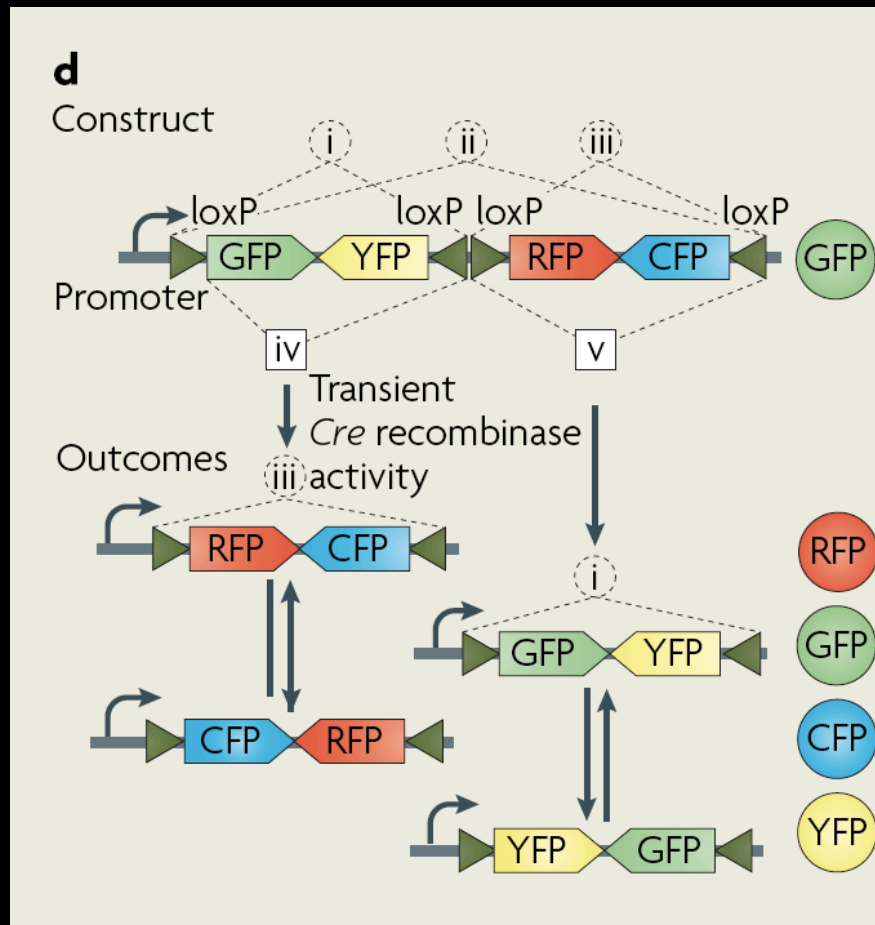 d
Construct
i
ii
iii
loxP
loxP
loxP
loxP
GFP
YFP
RFP
CFP
GFP
Promoter
iv
v
Transient
Cre recombinase
activity
Outcomes
iii
RFP
CFP
RFP
i
GFP
YFP
GFP
CFP
RFP
CFP
YFP
GFP
YFP